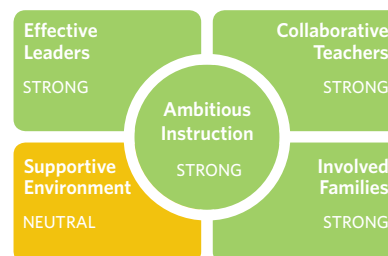 Effective
Leaders
STRONG
Collaborative
Teachers
STRONG
Ambitious
Instruction
STRONG
Supportive
Environment
NEUTRAL
Involved
Families
STRONG